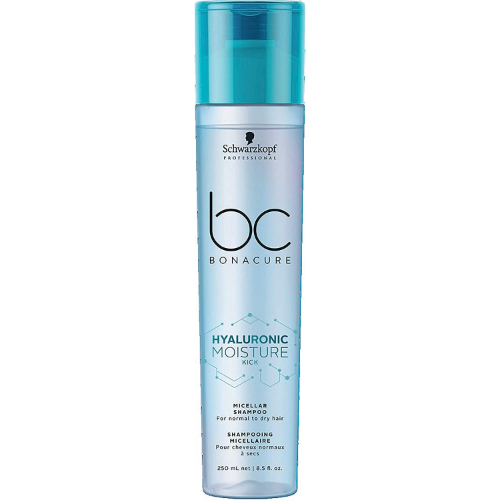 Schwarzkopf
PROFESSIONAL
bc
BONACURE
HYALURONIC
MOISTURE
KICK
MICELLAR
SHAMPOO
For normal to dry hair
SHAMPOOING
MICELLAIRE
Pour cheveux normaux
à secs
250 mL net | 8.5 fl. oz.